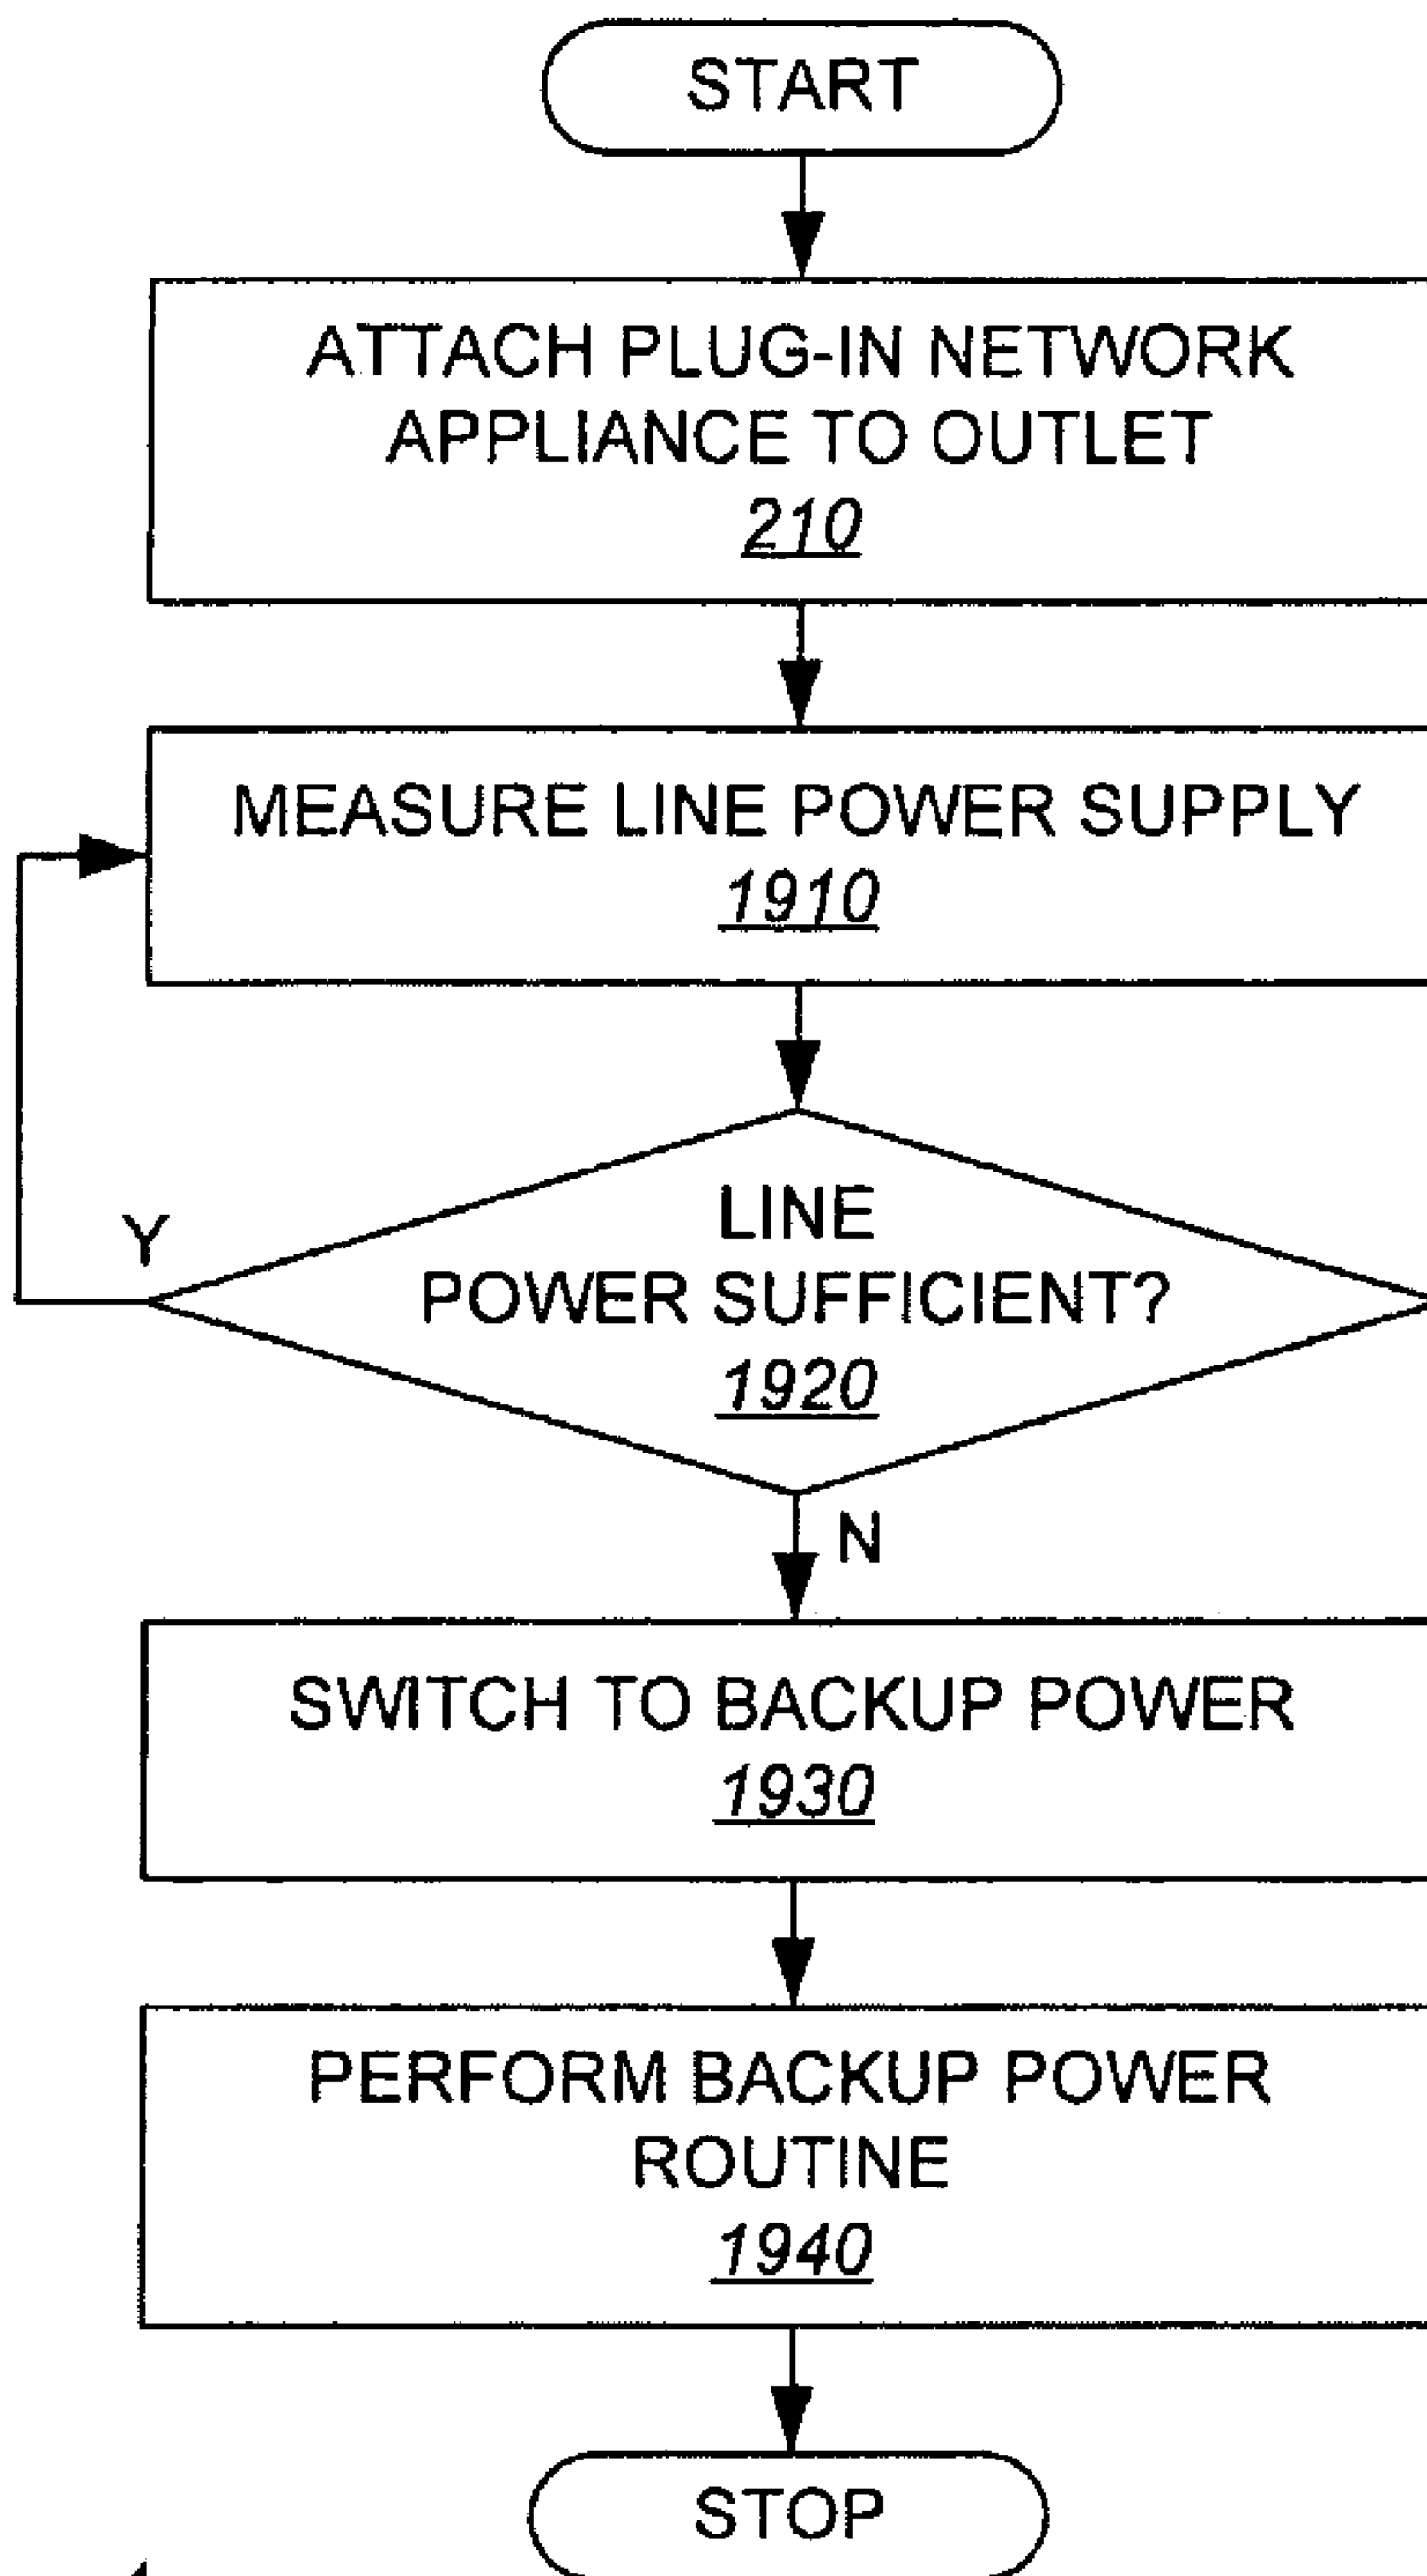 START
ATTACH PLUG-IN NETWORK
APPLIANCE TO OUTLET
210
MEASURE LINE POWER SUPPLY
1910
Y
LINE
POWER SUFFICIENT?
1920
N
SWITCH TO BACKUP POWER
1930
PERFORM BACKUP POWER
ROUTINE
1940
STOP